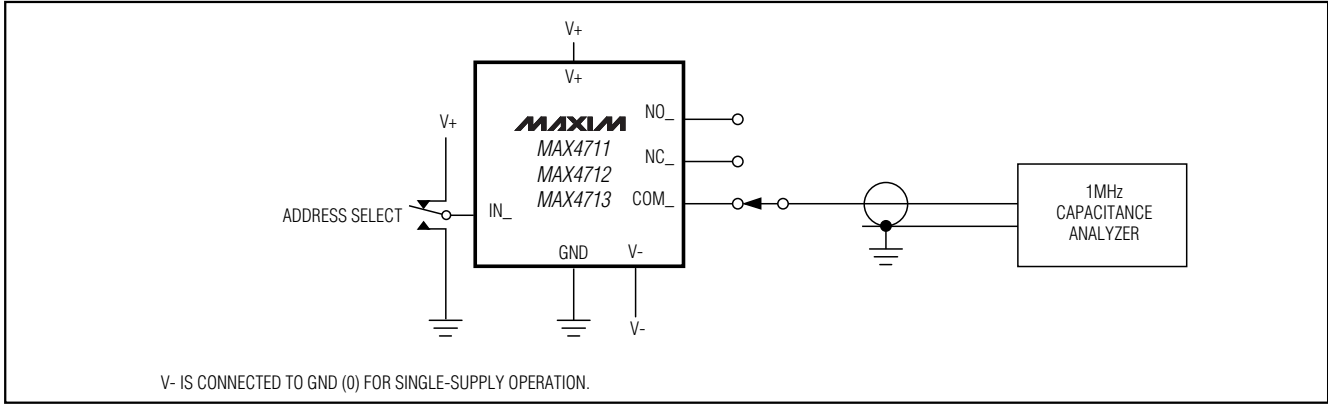 V+
V+
V+
NO_
MAXIM
MAX4711
NC_
MAX4712
MAX4713
COM_
ADDRESS SELECT
IN_
1MHz
CAPACITANCE
ANALYZER
GND
V-
V-
V- IS CONNECTED TO GND (0) FOR SINGLE-SUPPLY OPERATION.